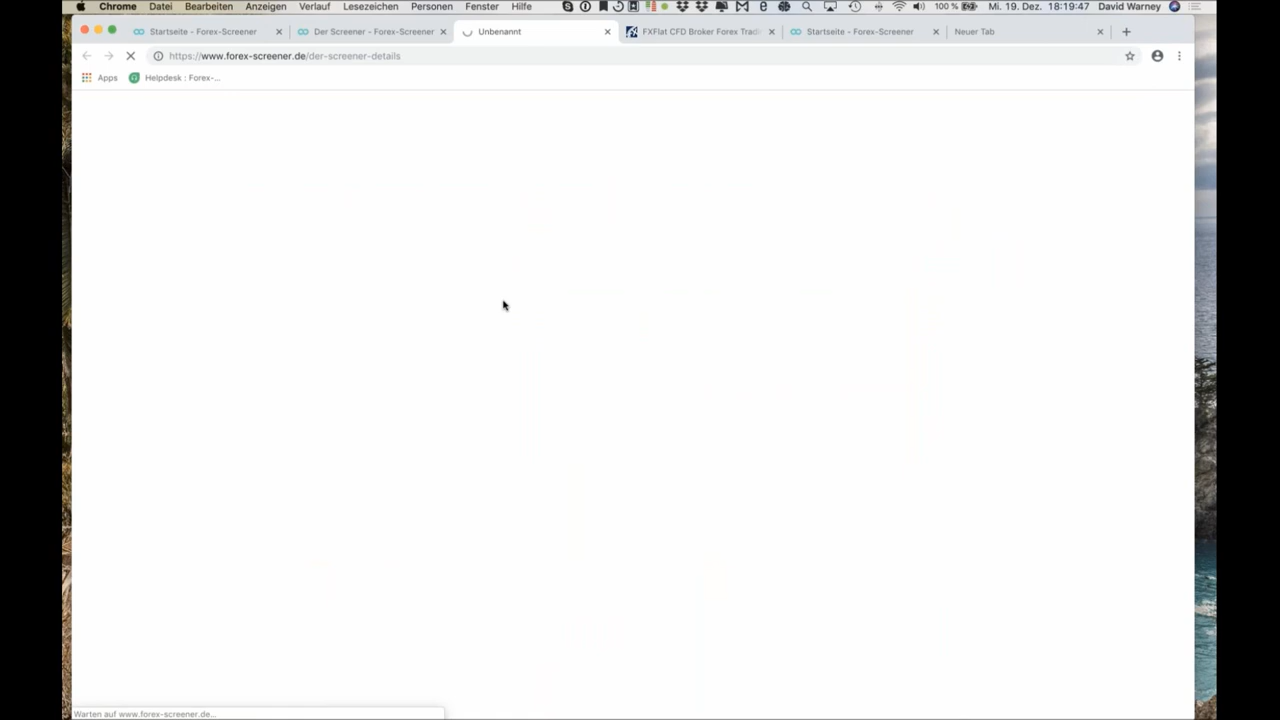 Chrome Datei Bearbeiten Anzeigen Verlauf Lesezeichen Personen Fenster Hilfe 100 % Mi. 19. Dez. 18:19:47 David Warney
Startseite - Forex-Screener Der Screener - Forex-Screener Unbenannt FXFlat CFD Broker Forex Trad Startseite - Forex-Screener Neuer Tab
https://www.forex-screener.de/der-screener-details
Apps Helpdesk : Forex-...
Warten auf www.forex-screener.de...